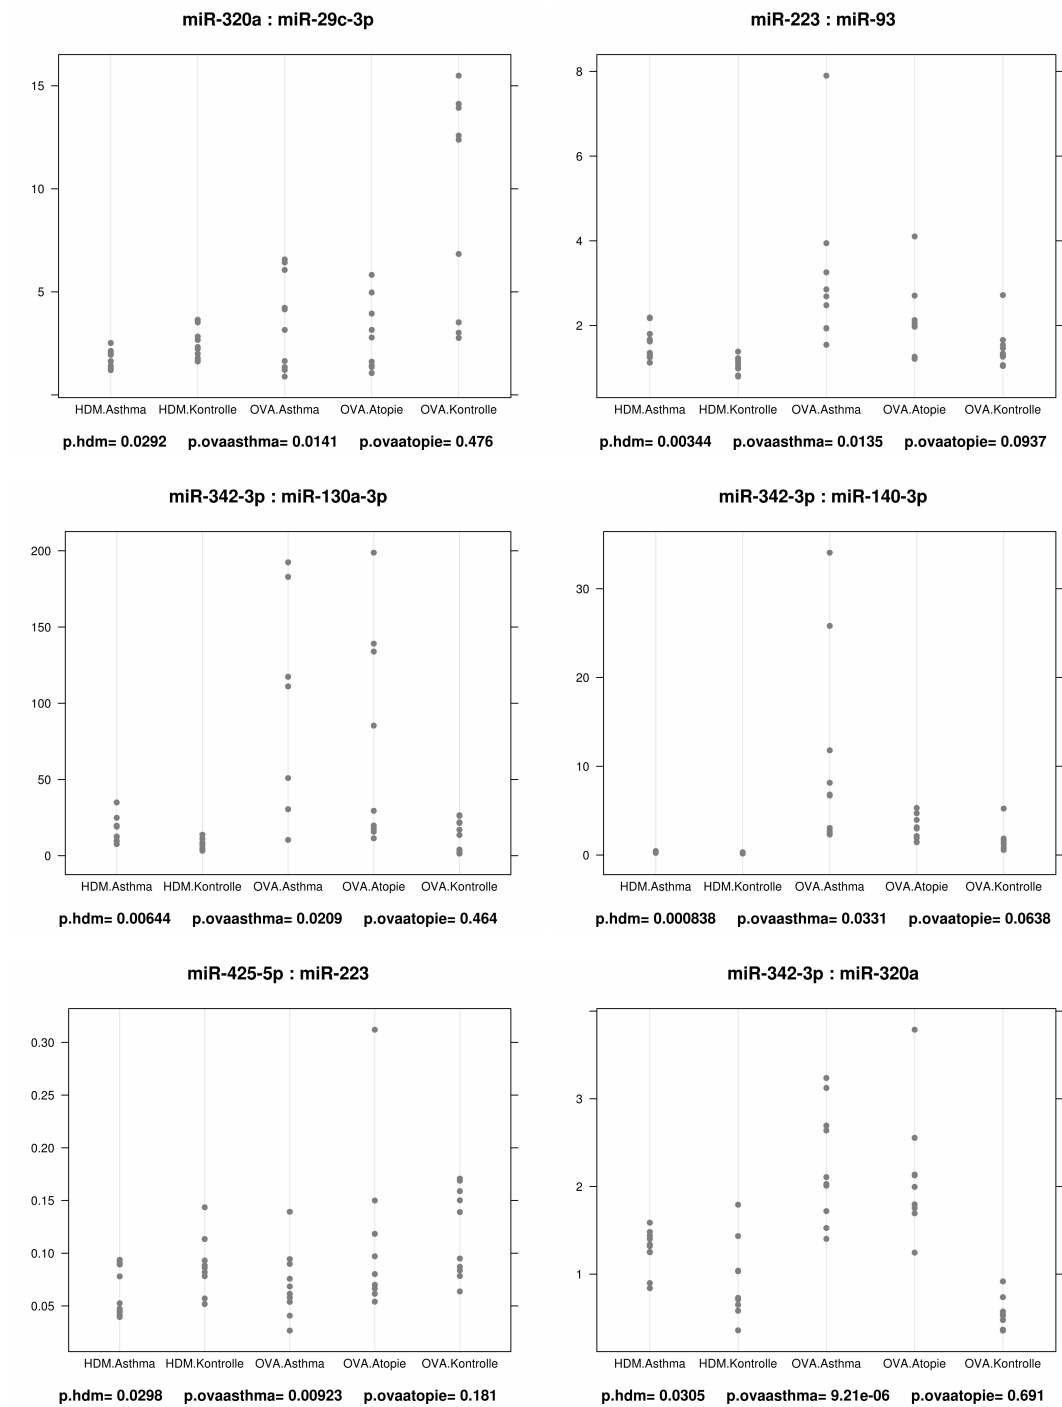 miR-320a : miR-29c-3p
15
10
5
HDM.Asthma HDM.Kontrolle OVA.Asthma OVA.Atopie OVA.Kontrolle
p.hdm= 0.0292 p.ovaasthma= 0.0141 p.ovaatopie= 0.476
miR-223 : miR-93
8
6
4
2
HDM.Asthma HDM.Kontrolle OVA.Asthma OVA.Atopie OVA.Kontrolle
p.hdm= 0.00344 p.ovaasthma= 0.0135 p.ovaatopie= 0.0937
miR-342-3p : miR-130a-3p
200
150
100
50
0
HDM.Asthma HDM.Kontrolle OVA.Asthma OVA.Atopie OVA.Kontrolle
p.hdm= 0.00644 p.ovaasthma= 0.0209 p.ovaatopie= 0.464
miR-342-3p : miR-140-3p
30
20
10
0
HDM.Asthma HDM.Kontrolle OVA.Asthma OVA.Atopie OVA.Kontrolle
p.hdm= 0.000838 p.ovaasthma= 0.0331 p.ovaatopie= 0.0638
miR-425-5p : miR-223
0.30
0.25
0.20
0.15
0.10
0.05
HDM.Asthma HDM.Kontrolle OVA.Asthma OVA.Atopie OVA.Kontrolle
p.hdm= 0.0298 p.ovaasthma= 0.00923 p.ovaatopie= 0.181
miR-342-3p : miR-320a
3
2
1
HDM.Asthma HDM.Kontrolle OVA.Asthma OVA.Atopie OVA.Kontrolle
p.hdm= 0.0305 p.ovaasthma= 9.21e-06 p.ovaatopie= 0.691